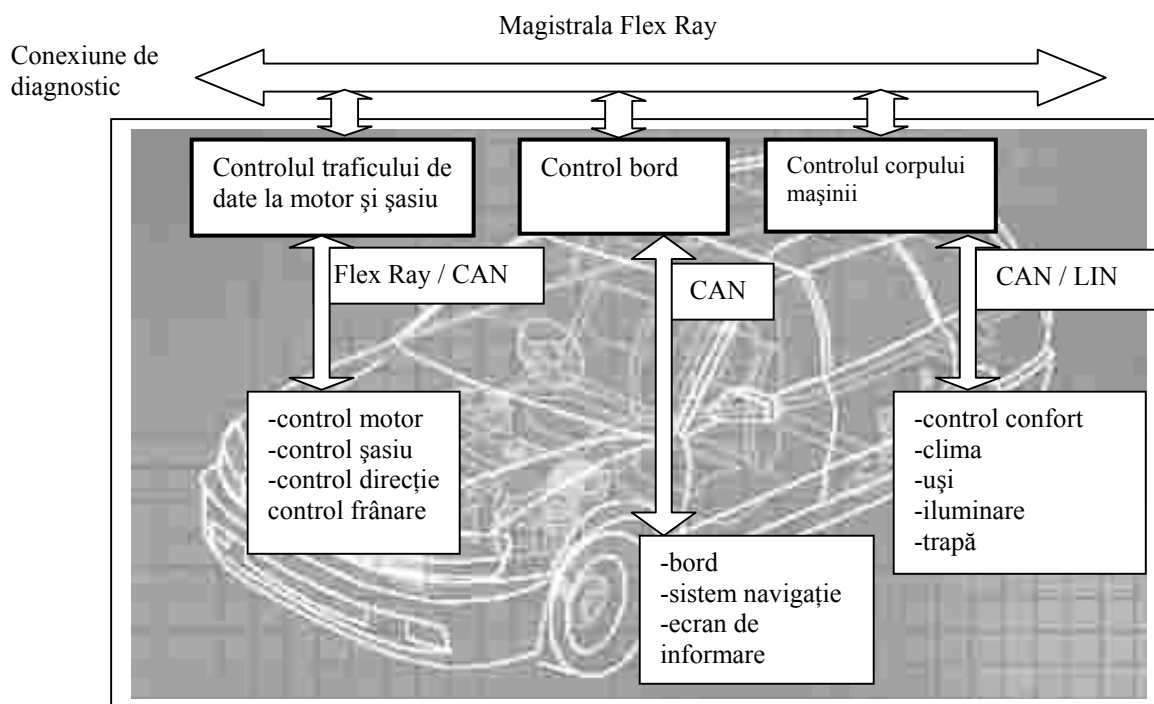 Magistrala Flex Ray
Conexiune de
diagnostic
Controlul traficului de
date la motor şi şasiu
Control bord
Controlul corpului
maşinii
Flex Ray / CAN
CAN
CAN / LIN
-control motor
-control şasiu
-control direcție
control frânare
-bord
-sistem navigație
-ecran de
informare
-control confort
-clima
-uşi
-iluminare
-trapă